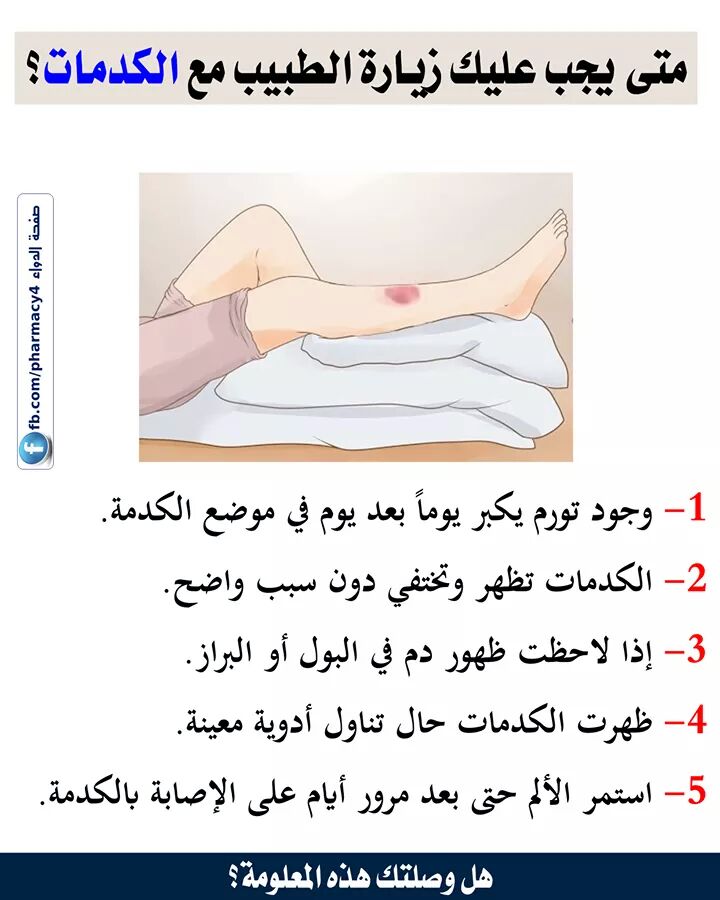 متى يجب عليك زيارة الطبيب مع الكدمات؟
صفحة الدواء fb.com/pharmacy4
1- وجود تورم يكبر يوماً بعد يوم في موضع الكدمة.
2- الكدمات تظهر وتختفي دون سبب واضح.
3- إذا لاحظت ظهور دم في البول أو البراز.
4- ظهرت الكدمات حال تناول أدوية معينة.
5- استمر الألم حتى بعد مرور أيام على الإصابة بالكدمة.
هل وصلتك هذه المعلومة؟